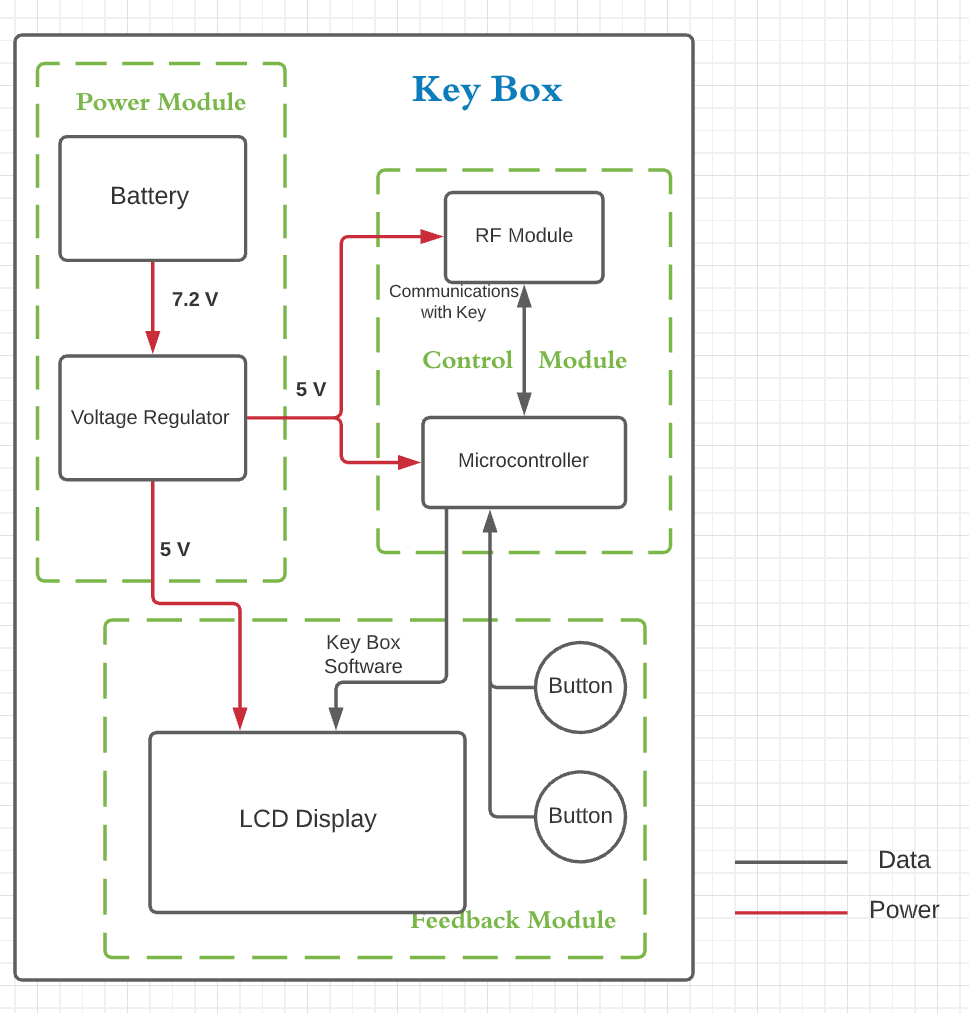 Key Box
Power Module
Battery
7.2 V
Voltage Regulator
5 V
5 V
RF Module
Communications
with Key
Control Module
Microcontroller
Key Box
Software
Button
Button
LCD Display
Feedback Module
Data
Power